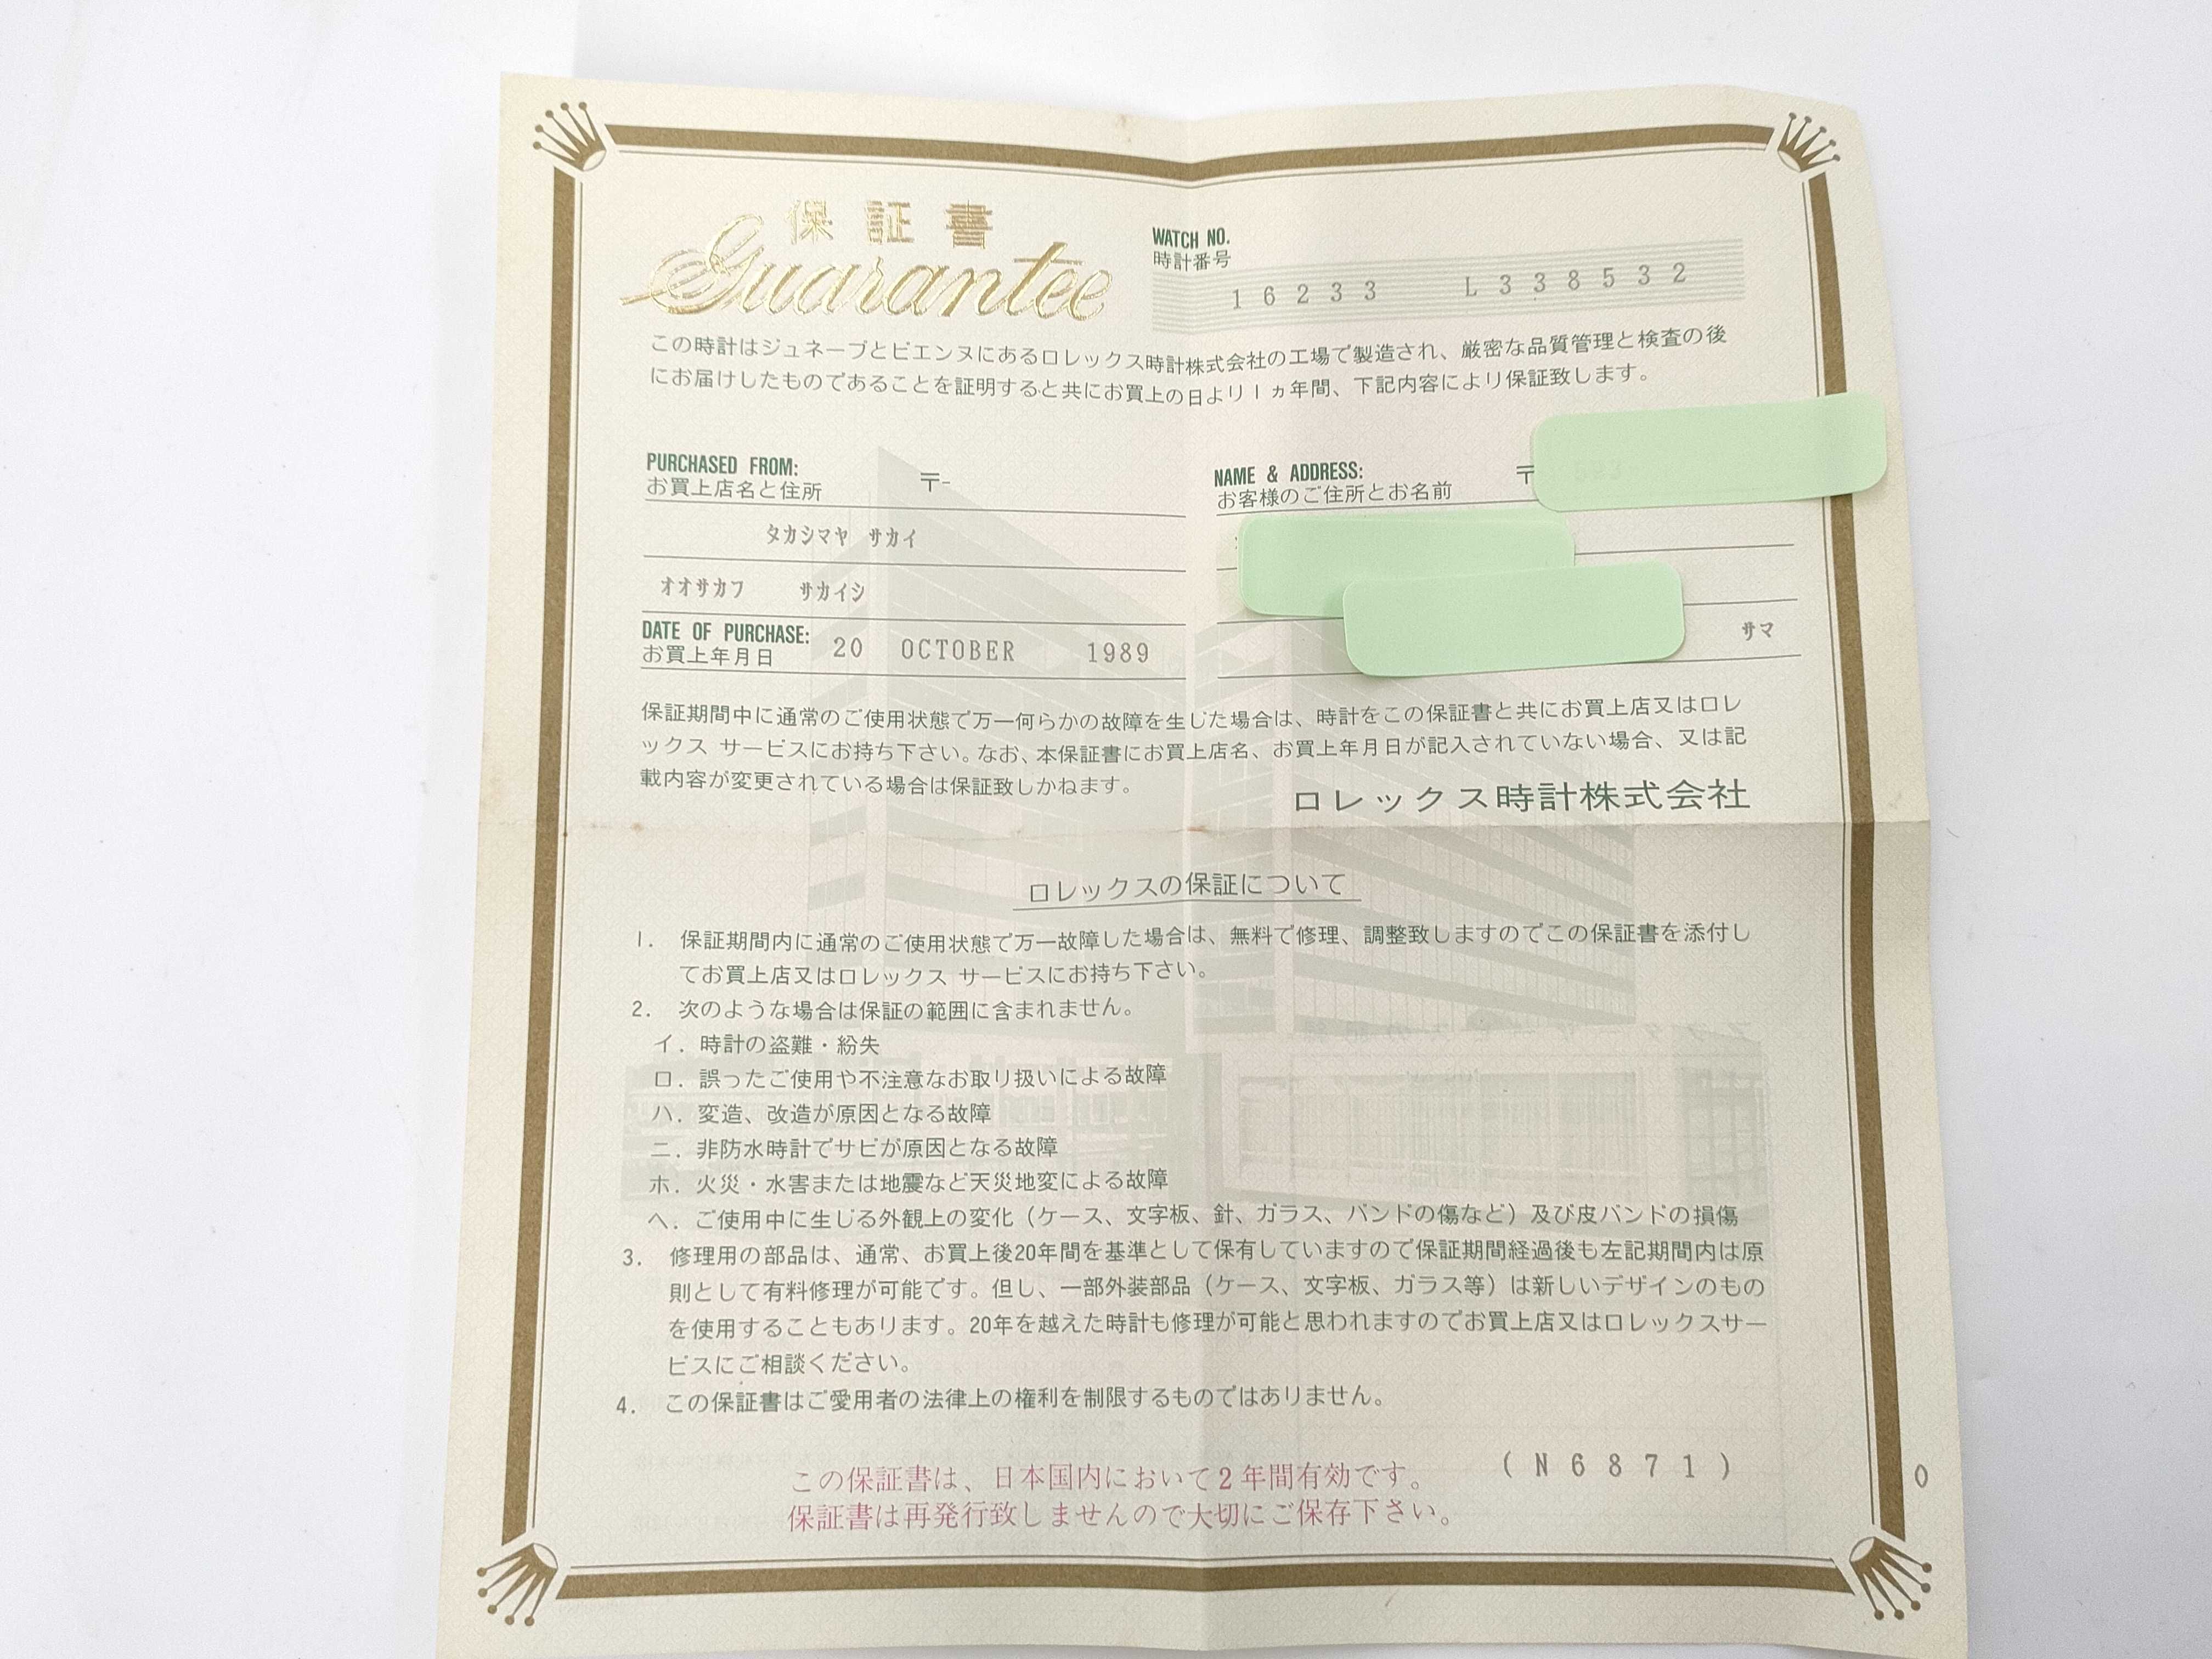 保証書
Guarantee
WATCH NO.
時計番号
16233 L338532
この時計はジュネーブとビエンヌにあるロレックス時計株式会社の工場で製造され、厳密な品質管理と検査の後
にお届けしたものであることを証明すると共にお買上の日より1ヵ年間、下記内容により保証致します。
PURCHASED FROM:
お買上店名と住所 〒-
タカシマヤ サカイ
オオサカフ サカイシ
DATE OF PURCHASE:
お買上年月日 20 OCTOBER 1989
NAME & ADDRESS:
お客様のご住所とお名前 〒
サマ
保証期間中に通常のご使用状態で万一何らかの故障を生じた場合は、時計をこの保証書と共にお買上店又はロレ
ックス サービスにお持ち下さい。なお、本保証書にお買上店名、お買上年月日が記入されていない場合、又は記
載内容が変更されている場合は保証致しかねます。
ロレックス時計株式会社
ロレックスの保証について
1. 保証期間内に通常のご使用状態で万一故障した場合は、無料で修理、調整致しますのでこの保証書を添付し
てお買上店又はロレックス サービスにお持ち下さい。
2. 次のような場合は保証の範囲に含まれません。
イ. 時計の盗難・紛失
ロ. 誤ったご使用や不注意なお取り扱いによる故障
ハ. 変造、改造が原因となる故障
ニ. 非防水時計でサビが原因となる故障
ホ. 火災・水害または地震など天災地変による故障
ヘ. ご使用中に生じる外観上の変化（ケース、文字板、針、ガラス、バンドの傷など）及び皮バンドの損傷
3. 修理用の部品は、通常、お買上後20年間を基準として保有していますので保証期間経過後も左記期間内は原
則として有料修理が可能です。但し、一部外装部品（ケース、文字板、ガラス等）は新しいデザインのもの
を使用することもあります。20年を越えた時計も修理が可能と思われますのでお買上店又はロレックスサー
ビスにご相談ください。
4. この保証書はご愛用者の法律上の権利を制限するものではありません。
(N6871)
0
この保証書は、日本国内において2年間有効です。
保証書は再発行致しませんので大切にご保存下さい。